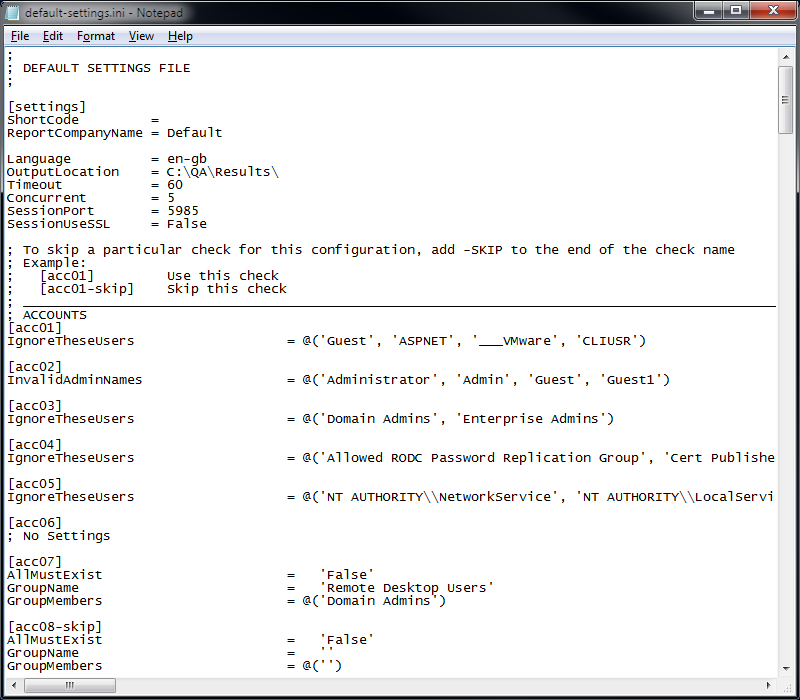 default-settings.ini - Notepad
File Edit Format View Help
;
; DEFAULT SETTINGS FILE
;
[settings]
ShortCode =
ReportCompanyName = Default
Language = en-gb
OutputLocation = C:\QA\Results\
Timeout = 60
Concurrent = 5
SessionPort = 5985
SessionUseSSL = False
; To skip a particular check for this configuration, add -SKIP to the end of the check name
; Example:
; [acc01] Use this check
; [acc01-skip] Skip this check
;
; ACCOUNTS
[acc01]
IgnoreTheseUsers = @('Guest', 'ASPNET', '___VMware', 'CLIUSR')
[acc02]
InvalidAdminNames = @('Administrator', 'Admin', 'Guest', 'Guest1')
[acc03]
IgnoreTheseUsers = @('Domain Admins', 'Enterprise Admins')
[acc04]
IgnoreTheseUsers = @('Allowed RODC Password Replication Group', 'Cert Publishe
[acc05]
IgnoreTheseUsers = @('NT AUTHORITY\\NetworkService', 'NT AUTHORITY\\LocalServi
[acc06]
; No Settings
[acc07]
AllMustExist = 'False'
GroupName = 'Remote Desktop Users'
GroupMembers = @('Domain Admins')
[acc08-skip]
AllMustExist = 'False'
GroupName = ''
GroupMembers = @('')